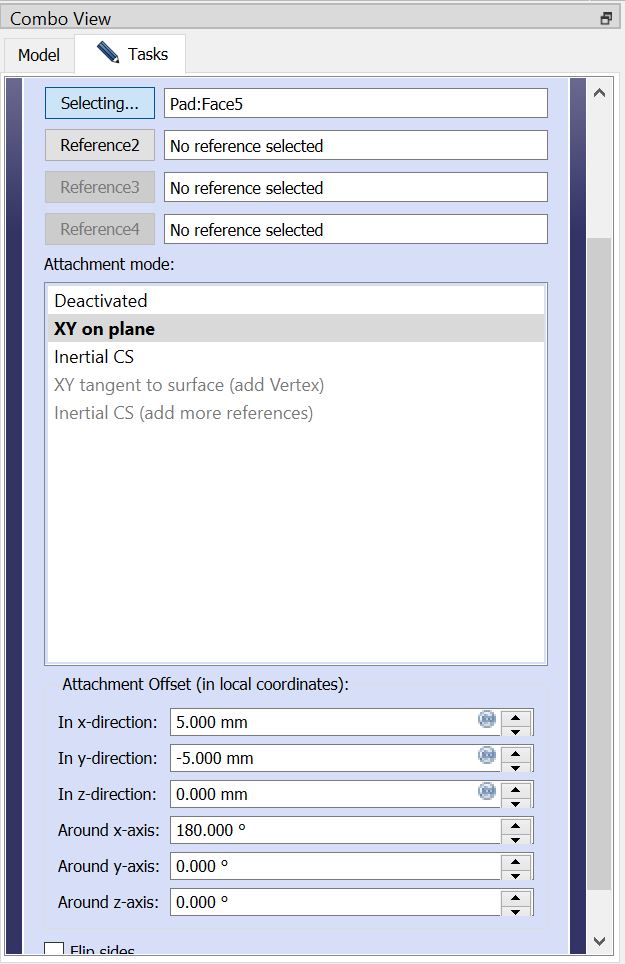 Combo View
Model Tasks
Selecting... Pad:Face5
Reference2 No reference selected
Reference3 No reference selected
Reference4 No reference selected
Attachment mode:
Deactivated
XY on plane
Inertial CS
XY tangent to surface (add Vertex)
Inertial CS (add more references)
Attachment Offset (in local coordinates):
In x-direction: 5.000 mm
In y-direction: -5.000 mm
In z-direction: 0.000 mm
Around x-axis: 180.000 °
Around y-axis: 0.000 °
Around z-axis: 0.000 °
Flip sides